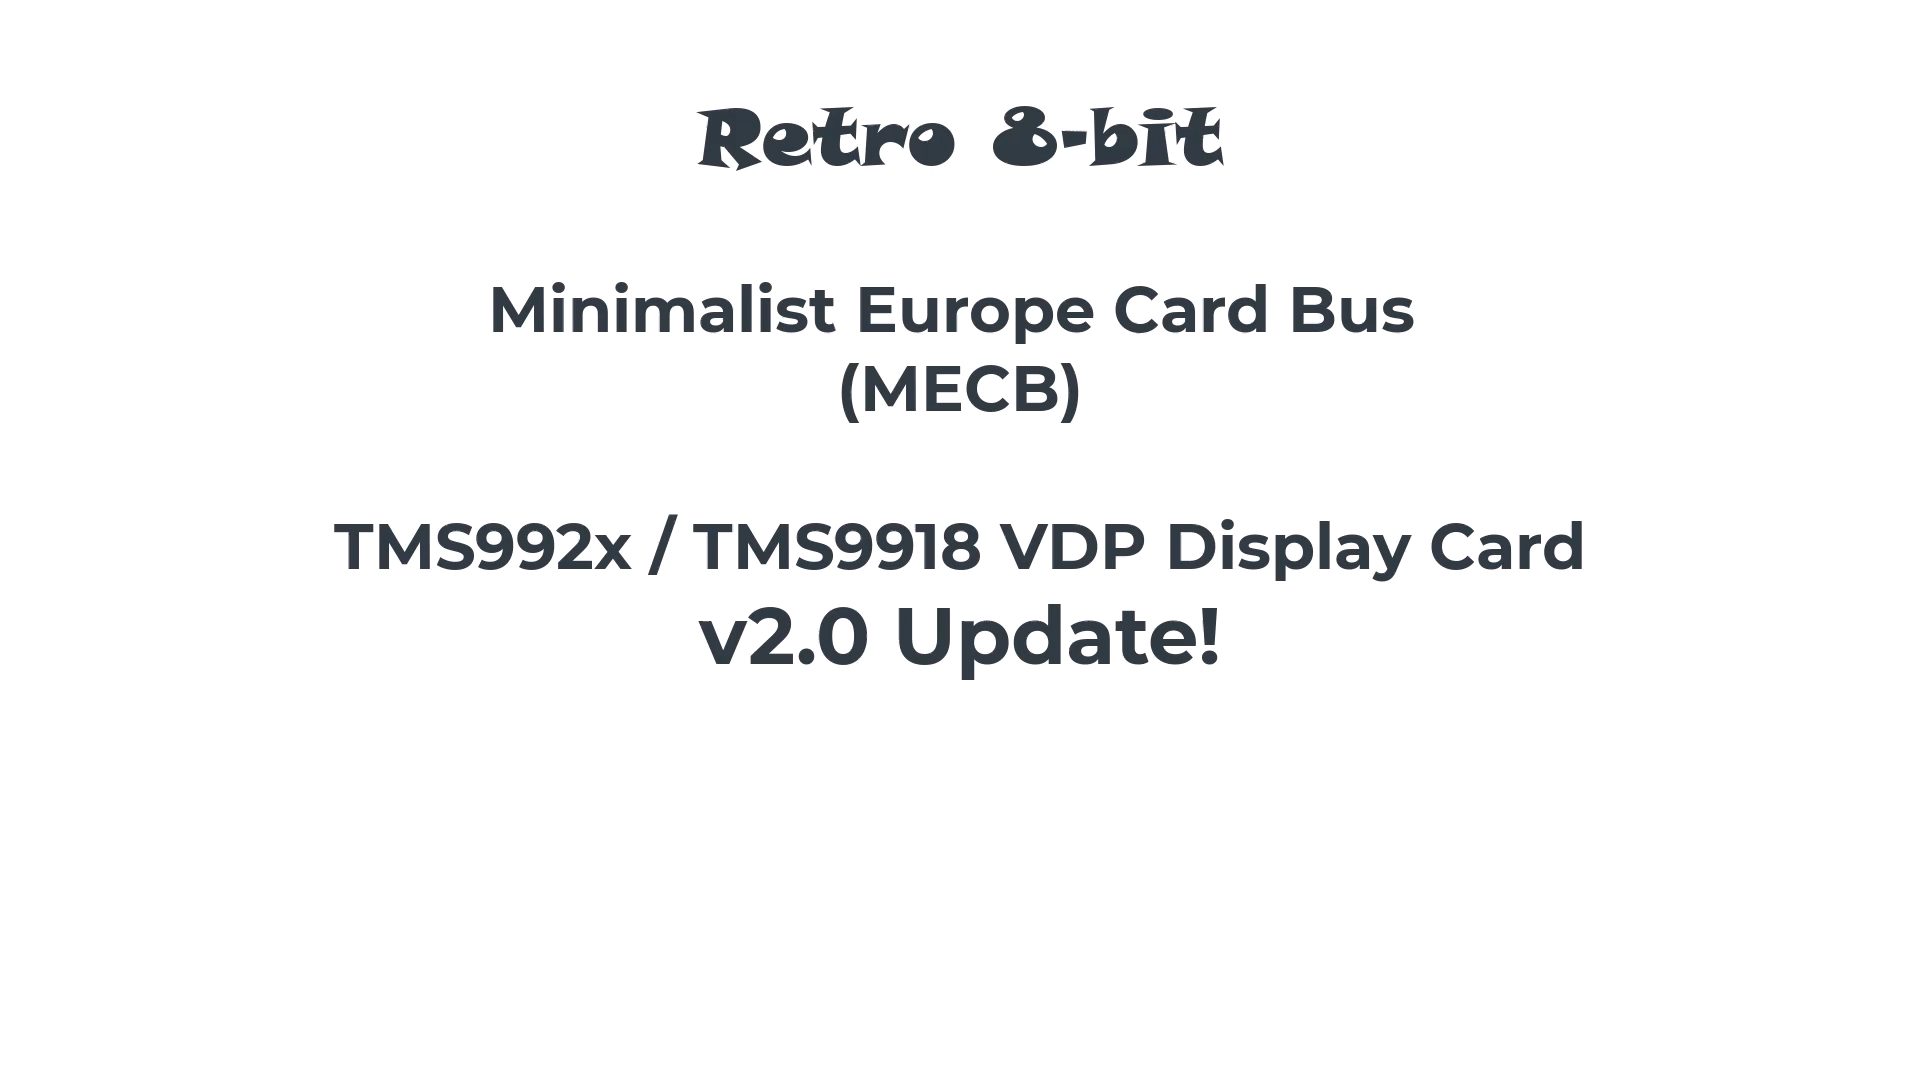 Retro 8-bit
Minimalist Europe Card Bus
(MECB)
TMS992x / TMS9918 VDP Display Card
v2.0 Update!